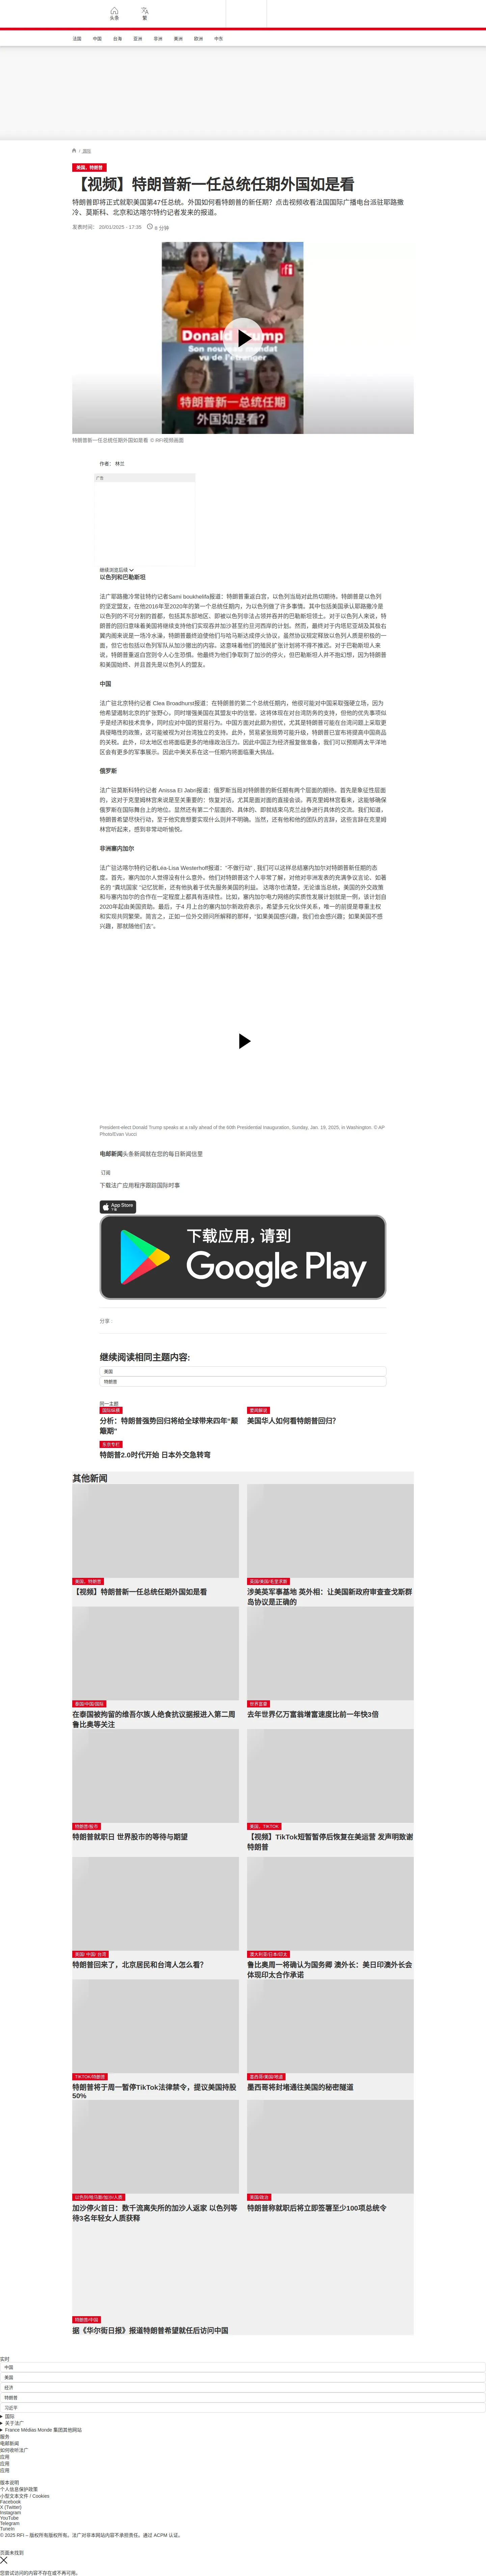 头条
繁
法国
中国
台海
亚洲
非洲
美洲
欧洲
中东
/ 国际
美国，特朗普
【视频】特朗普新一任总统任期外国如是看
特朗普即将正式就职美国第47任总统。外国如何看特朗普的新任期？点击视频收看法国国际广播电台派驻耶路撒
冷、莫斯科、北京和达喀尔特约记者发来的报道。
发表时间： 20/01/2025 - 17:35
8 分钟
rfi
Donald Trump
Son nouveau mandat
vu de l'étranger
特朗普新一总统任期
外国如是看?
特朗普新一任总统任期外国如是看 © RFI视频画面
作者： 林兰
广告
继续浏览后续
以色列和巴勒斯坦
法广耶路撒冷常驻特约记者Sami boukhelifa报道：特朗普重返白宫，以色列当局对此热切期待。特朗普是以色列
的坚定盟友，在他2016年至2020年的第一个总统任期内，为以色列做了许多事情。其中包括美国承认耶路撒冷是
以色列的不可分割的首都。包括其东部地区，即被以色列非法占领并吞并的巴勒斯坦领土。对于以色列人来说，特
朗普的回归意味着美国将继续支持他们实现吞并加沙甚至约旦河西岸的计划。然而，最终对于内塔尼亚胡及其极右
翼内阁来说是一场冷水澡。特朗普最终迫使他们与哈马斯达成停火协议，虽然协议规定释放以色列人质是积极的一
面，但它也包括以色列军队从加沙撤出的内容。这意味着他们的殖民扩张计划将不得不推迟。对于巴勒斯坦人来
说，特朗普重返白宫则令人心生恐惧。他最终为他们争取到了加沙的停火，但巴勒斯坦人并不抱幻想，因为特朗普
和美国始终、并且首先是以色列人的盟友。
中国
法广驻北京特约记者 Clea Broadhurst报道：在特朗普的第二个总统任期内，他很可能对中国采取强硬立场，因为
他希望遏制北京的扩张野心，同时增强美国在其盟友中的信誉。这将体现在对台湾防务的支持，但他的优先事项似
乎是经济和技术竞争，同时应对中国的贸易行为。中国方面对此颇为担忧，尤其是特朗普可能在台湾问题上采取更
具侵略性的政策，这可能被视为对台湾独立的支持。此外，贸易紧张局势可能升级，特朗普已宣布将提高中国商品
的关税。此外，印太地区也将面临更多的地缘政治压力。因此中国正为经济报复做准备，我们可以预期两太平洋地
区会有更多的军事展示。因此中美关系在这一任期内将面临重大挑战。
俄罗斯
法广驻莫斯科特约记者 Anissa El Jabri报道：俄罗斯当局对特朗普的新任期有两个层面的期待。首先是象征性层面
的，这对于克里姆林宫来说是至关重要的：恢复对话，尤其是面对面的直接会谈。再克里姆林宫看来，这能够确保
俄罗斯在国际舞台上的地位。显然还有第二个层面的、具体的、即就结束乌克兰战争进行具体的交流。我们知道，
特朗普希望尽快行动，至于他究竟想要实现什么则并不明确。当然，还有他和他的团队的言辞，这些言辞在克里姆
林宫听起来，感到非常动听愉悦。
非洲塞内加尔
法广驻达喀尔特约记者Léa-Lisa Westerhoff报道：“不做行动”，我们可以这样总结塞内加尔对特朗普新任期的态
度。首先，塞内加尔人觉得没有什么意外。他们对特朗普这个人非常了解，对他对非洲发表的充满争议言论、如著
名的 “粪坑国家 ”记忆犹新，还有他执着于优先服务美国的利益。 达喀尔也清楚，无论谁当总统，美国的外交政策
和与塞内加尔的合作在一定程度上都具有连续性。比如，塞内加尔电力网络的实质性发展计划就是一例，该计划自
2020年起由美国资助。最后，于4 月上台的塞内加尔新政府表示，希望多元化伙伴关系，唯一的前提是尊重主权
和实现共同繁荣。简言之，正如一位外交顾问所解释的那样，“如果美国感兴趣，我们也会感兴趣；如果美国不感
兴趣，那就随他们去”。
President-elect Donald Trump speaks at a rally ahead of the 60th Presidential Inauguration, Sunday, Jan. 19, 2025, in Washington. © AP
Photo/Evan Vucci
电邮新闻头条新闻就在您的每日新闻信里
订阅
下载法广应用程序跟踪国际时事
App Store
下载应用，请到
Google Play
分享 :
继续阅读相同主题内容:
美国
特朗普
同一主题
国际纵横
分析：特朗普强势回归将给全球带来四年“颠
簸期”
要闻解说
美国华人如何看特朗普回归?
东京专栏
特朗普2.0时代开始 日本外交急转弯
其他新闻
美国，特朗普
【视频】特朗普新一任总统任期外国如是看
英国/美国/毛里求斯
涉美英军事基地 英外相：让美国新政府审查查戈斯群
岛协议是正确的
泰国/中国/国际
在泰国被拘留的维吾尔族人绝食抗议据报进入第二周
鲁比奥等关注
世界富豪
去年世界亿万富翁增富速度比前一年快3倍
特朗普/股市
特朗普就职日 世界股市的等待与期望
美国，TIKTOK
【视频】TikTok短暂暂停后恢复在美运营 发声明致谢
特朗普
美国/ 中国/ 台湾
特朗普回来了，北京居民和台湾人怎么看？
澳大利亚/日本/印太
鲁比奥周一将确认为国务卿 澳外长：美日印澳外长会
体现印太合作承诺
TIKTOK/特朗普
特朗普将于周一暂停TikTok法律禁令，提议美国持股
50%
墨西哥/美国/地道
墨西哥将封堵通往美国的秘密隧道
以色列/哈马斯/加沙/人质
加沙停火首日：数千流离失所的加沙人返家 以色列等
待3名年轻女人质获释
美国/政治
特朗普称就职后将立即签署至少100项总统令
特朗普/中国
据《华尔街日报》报道特朗普希望就任后访问中国
实时
中国
美国
经济
特朗普
习近平
国际
关于法广
France Médias Monde 集团其他网站
服务
电邮新闻
如何收听法广
应用
应用
应用
版本说明
个人信息保护政策
小型文本文件 / Cookies
Facebook
X (Twitter)
Instagram
YouTube
Telegram
TuneIn
© 2025 RFI – 版权所有版权所有。法广对非本网站内容不承担责任。通过 ACPM 认证。
页面未找到
您尝试访问的内容不存在或不再可用。